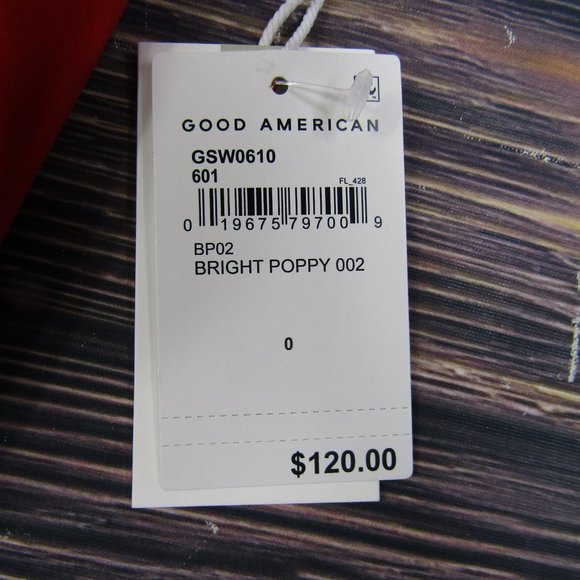 GOOD AMERICAN
GSW0610
601
FL_428
0 19675 79700 9
BP02
BRIGHT POPPY 002
0
$120.00